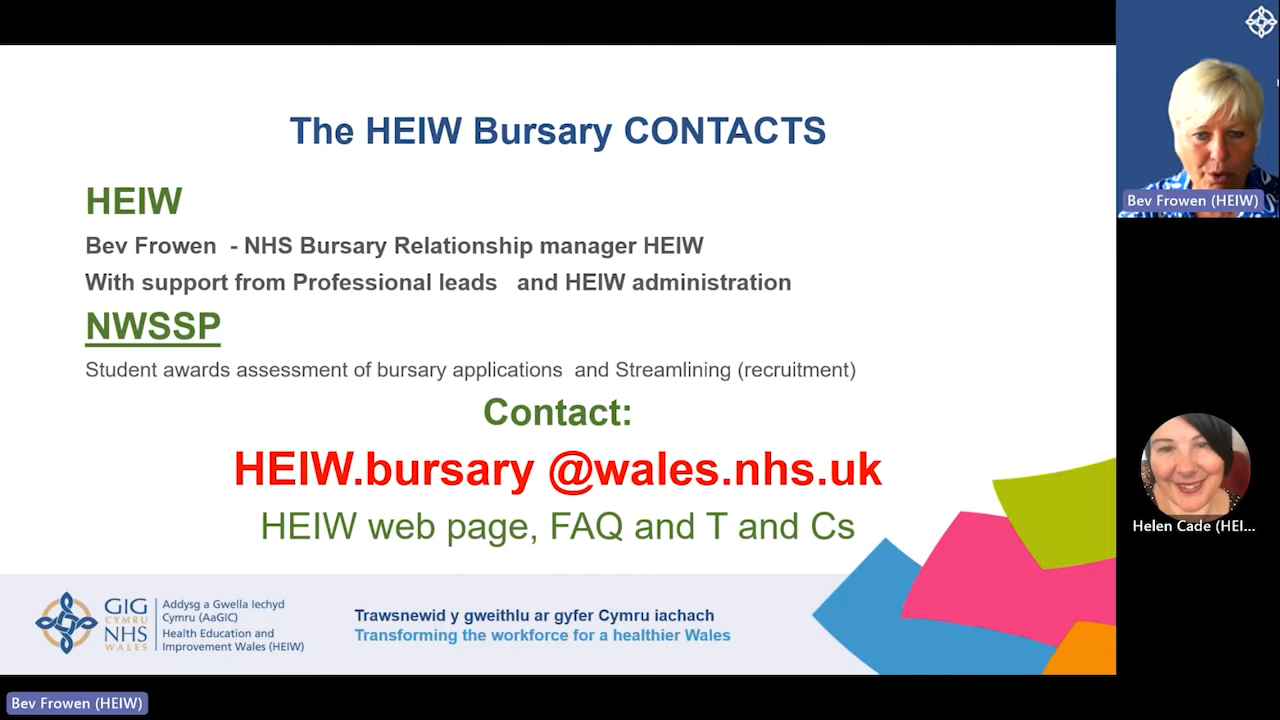 The HEIW Bursary CONTACTS
HEIW
Bev Frowen - NHS Bursary Relationship manager HEIW
With support from Professional leads and HEIW administration
NWSSP
Student awards assessment of bursary applications and Streamlining (recruitment)
Contact:
HEIW.bursary @wales.nhs.uk
HEIW web page, FAQ and T and Cs
GIG
CYMRU
NHS
WALES
Addysg a Gwella Iechyd
Cymru (AaGIC)
Health Education and
Improvement Wales (HEIW)
Trawsnewid y gweithlu ar gyfer Cymru iachach
Transforming the workforce for a healthier Wales
Bev Frowen (HEIW)
Helen Cade (HEI...
Bev Frowen (HEIW)